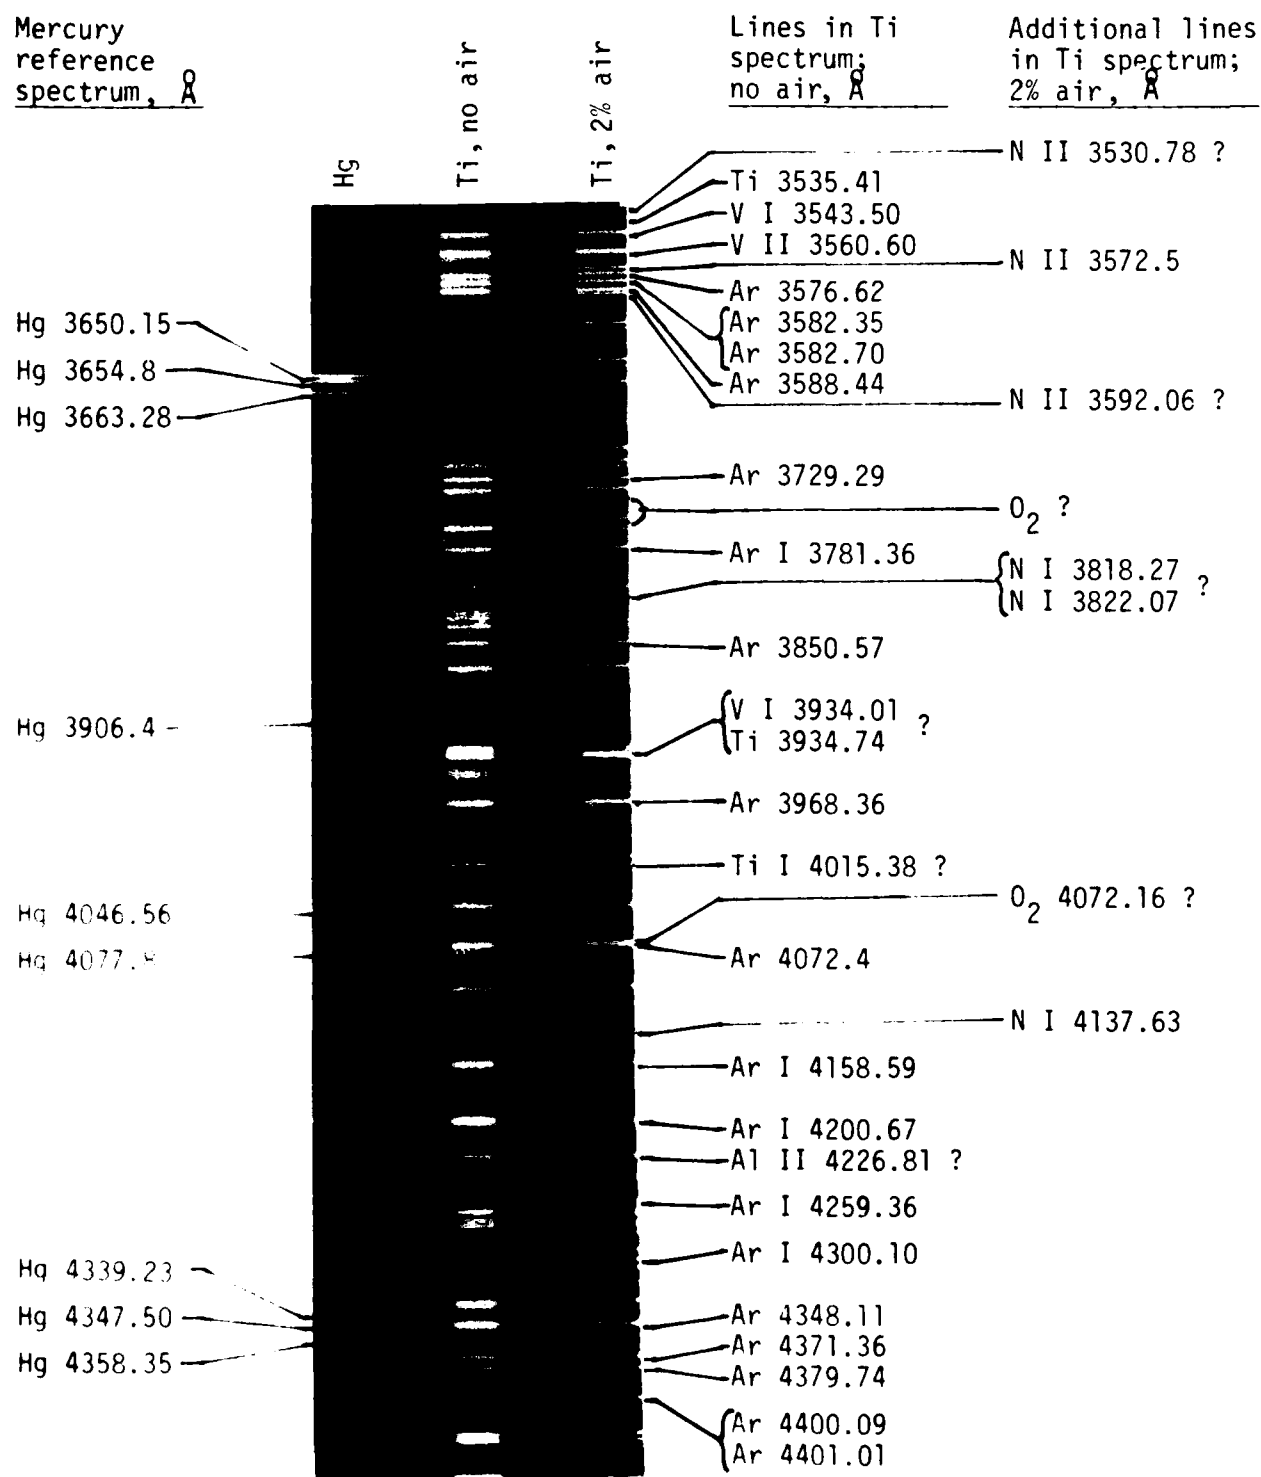 Mercury
reference
spectrum, Å
Hg
Ti, no air
Ti, 2% air
Lines in Ti
spectrum;
no air, Å
Additional lines
in Ti spectrum;
2% air, Å
Hg 3650.15
Hg 3654.8
Hg 3663.28
Hg 3906.4
Hg 4046.56
Hg 4077.8
Hg 4339.23
Hg 4347.50
Hg 4358.35
Ti 3535.41
V I 3543.50
V II 3560.60
Ar 3576.62
Ar 3582.35
Ar 3582.70
Ar 3588.44
Ar 3729.29
Ar I 3781.36
Ar 3850.57
V I 3934.01
Ti 3934.74 ?
Ar 3968.36
Ti I 4015.38 ?
Ar 4072.4
Ar I 4158.59
Ar I 4200.67
Al II 4226.81 ?
Ar I 4259.36
Ar I 4300.10
Ar 4348.11
Ar 4371.36
Ar 4379.74
Ar 4400.09
Ar 4401.01
N II 3530.78 ?
N II 3572.5
N II 3592.06 ?
O2 ?
N I 3818.27
N I 3822.07 ?
O2 4072.16 ?
N I 4137.63